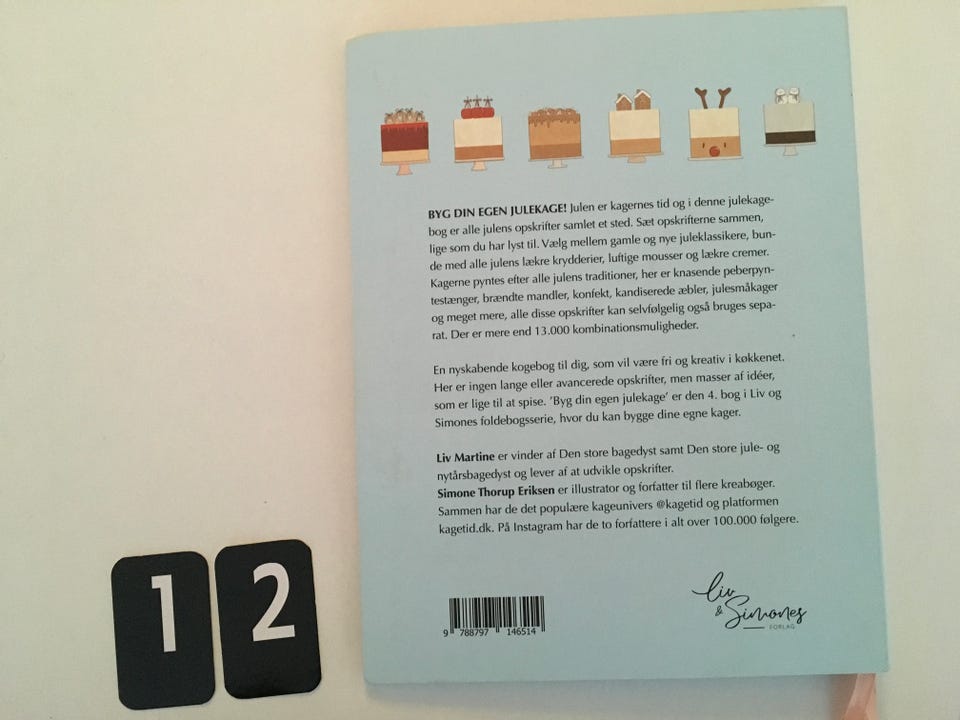 BYG DIN EGEN JULEKAGE! Julen er kagernes tid og i denne julekage-
bog er alle julens opskrifter samlet et sted. Sæt opskrifterne sammen,
lige som du har lyst til. Vælg mellem gamle og nye juleklassikere, bun-
de med alle julens lækre krydderier, luftige mousser og lækre cremer.
Kagerne pyntes efter alle julens traditioner, her er knasende peberpyn-
testænger, brændte mandler, konfekt, kandiserede æbler, julesmåkager
og meget mere, alle disse opskrifter kan selvfølgelig også bruges sepa-
rat. Der er mere end 13.000 kombinationsmuligheder.
En nyskabende kogebog til dig, som vil være fri og kreativ i køkkenet.
Her er ingen lange eller avancerede opskrifter, men masser af idéer,
som er lige til at spise. 'Byg din egen julekage' er den 4. bog i Liv og
Simones foldebogsserie, hvor du kan bygge dine egne kager.
Liv Martine er vinder af Den store bagedyst samt Den store jule- og
nytårsbagedyst og lever af at udvikle opskrifter.
Simone Thorup Eriksen er illustrator og forfatter til flere kreabøger.
Sammen har de det populære kageunivers @kagetid og platformen
kagetid.dk. På Instagram har de to forfattere i alt over 100.000 følgere.
9 788797 146514
Liv
& Simones
FORLAG
1 2